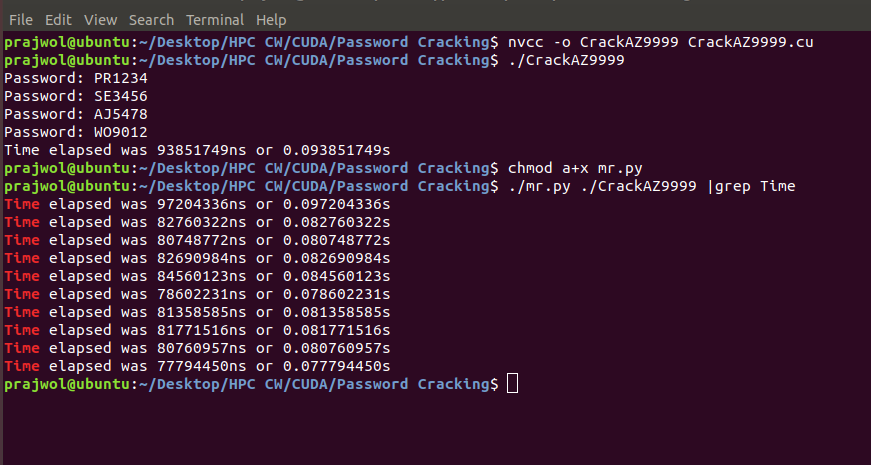 File Edit View Search Terminal Help
prajwol@ubuntu:~/Desktop/HPC CW/CUDA/Password Cracking$ nvcc -o CrackAZ9999 CrackAZ9999.cu
prajwol@ubuntu:~/Desktop/HPC CW/CUDA/Password Cracking$ ./CrackAZ9999
Password: PR1234
Password: SE3456
Password: AJ5478
Password: WO9012
Time elapsed was 93851749ns or 0.093851749s
prajwol@ubuntu:~/Desktop/HPC CW/CUDA/Password Cracking$ chmod a+x mr.py
prajwol@ubuntu:~/Desktop/HPC CW/CUDA/Password Cracking$ ./mr.py ./CrackAZ9999 |grep Time
Time elapsed was 97204336ns or 0.097204336s
Time elapsed was 82760322ns or 0.082760322s
Time elapsed was 80748772ns or 0.080748772s
Time elapsed was 82690984ns or 0.082690984s
Time elapsed was 84560123ns or 0.084560123s
Time elapsed was 78602231ns or 0.078602231s
Time elapsed was 81358585ns or 0.081358585s
Time elapsed was 81771516ns or 0.081771516s
Time elapsed was 80760957ns or 0.080760957s
Time elapsed was 77794450ns or 0.077794450s
prajwol@ubuntu:~/Desktop/HPC CW/CUDA/Password Cracking$